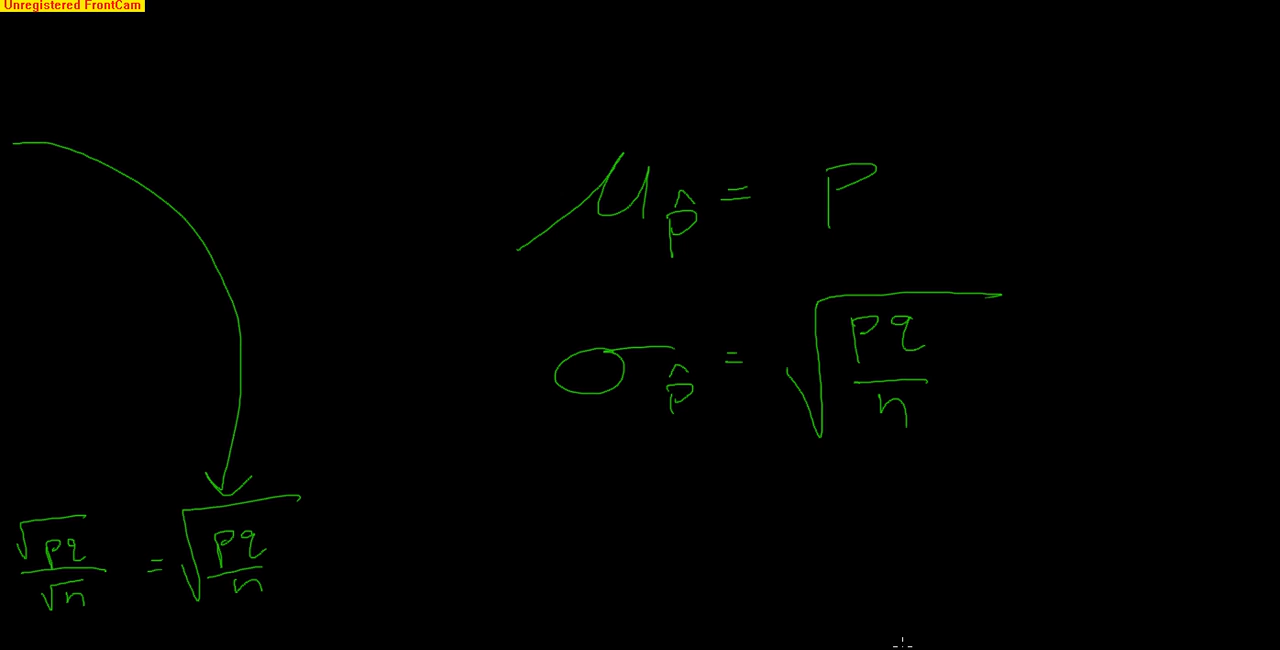 Unregistered FrontCam
μ_p̂ = P
σ_p̂ = √(pq/n)
√pq/√n = √(pq/n)